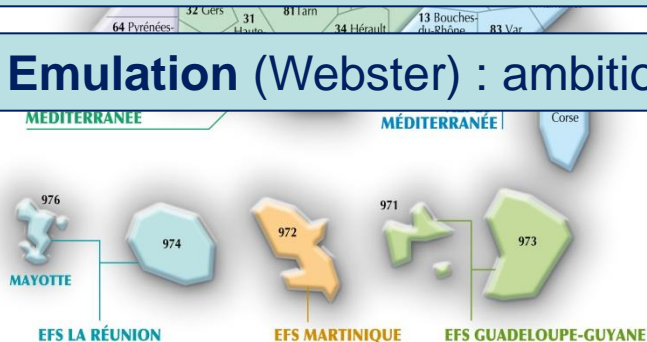 32 Gers
31
81 Tarn
13 Bouches-
64 Pyrénées-
34 Hérault
83 Var
du-Rhône
Emulation (Webster) : ambitio
MÉDITERRANÉE
MÉDITERRANÉE
Corse
976
974
972
971
973
MAYOTTE
EFS LA RÉUNION
EFS MARTINIQUE
EFS GUADELOUPE-GUYANE